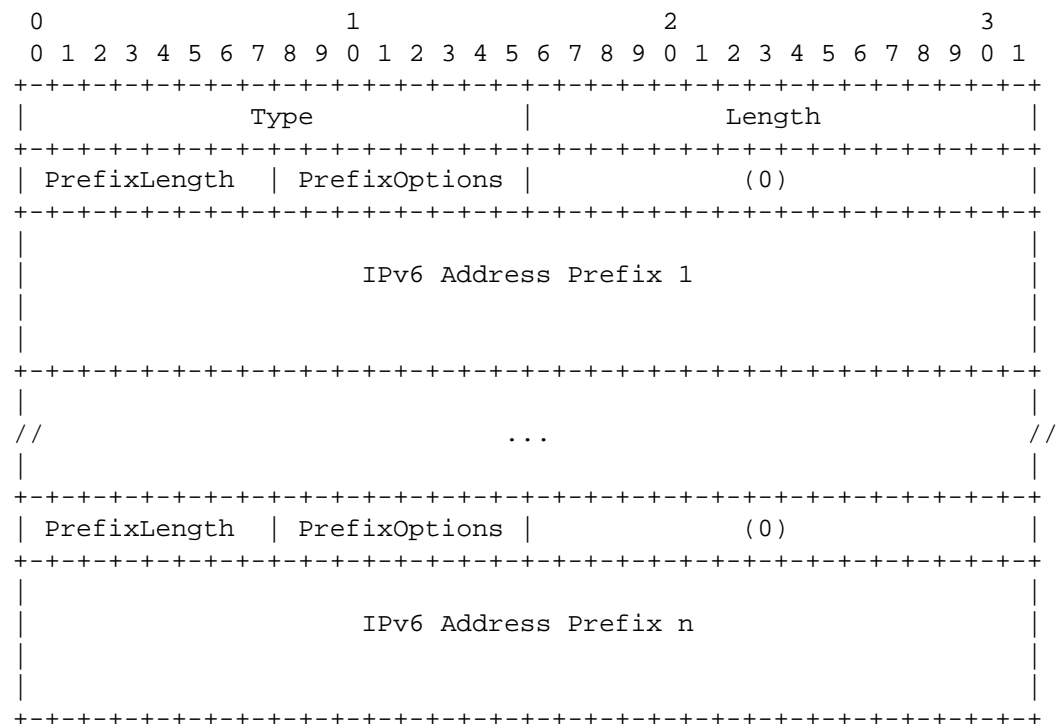 0                   1                   2                   3
 0 1 2 3 4 5 6 7 8 9 0 1 2 3 4 5 6 7 8 9 0 1 2 3 4 5 6 7 8 9 0 1
+-+-+-+-+-+-+-+-+-+-+-+-+-+-+-+-+-+-+-+-+-+-+-+-+-+-+-+-+-+-+-+-+
|              Type             |            Length             |
+-+-+-+-+-+-+-+-+-+-+-+-+-+-+-+-+-+-+-+-+-+-+-+-+-+-+-+-+-+-+-+-+
| PrefixLength  | PrefixOptions |             (0)               |
+-+-+-+-+-+-+-+-+-+-+-+-+-+-+-+-+-+-+-+-+-+-+-+-+-+-+-+-+-+-+-+-+
|                                                               |
|                     IPv6 Address Prefix 1                     |
|                                                               |
|                                                               |
+-+-+-+-+-+-+-+-+-+-+-+-+-+-+-+-+-+-+-+-+-+-+-+-+-+-+-+-+-+-+-+-+
|                                                               |
//                              ...                              //
|                                                               |
+-+-+-+-+-+-+-+-+-+-+-+-+-+-+-+-+-+-+-+-+-+-+-+-+-+-+-+-+-+-+-+-+
| PrefixLength  | PrefixOptions |             (0)               |
+-+-+-+-+-+-+-+-+-+-+-+-+-+-+-+-+-+-+-+-+-+-+-+-+-+-+-+-+-+-+-+-+
|                                                               |
|                     IPv6 Address Prefix n                     |
|                                                               |
|                                                               |
+-+-+-+-+-+-+-+-+-+-+-+-+-+-+-+-+-+-+-+-+-+-+-+-+-+-+-+-+-+-+-+-+